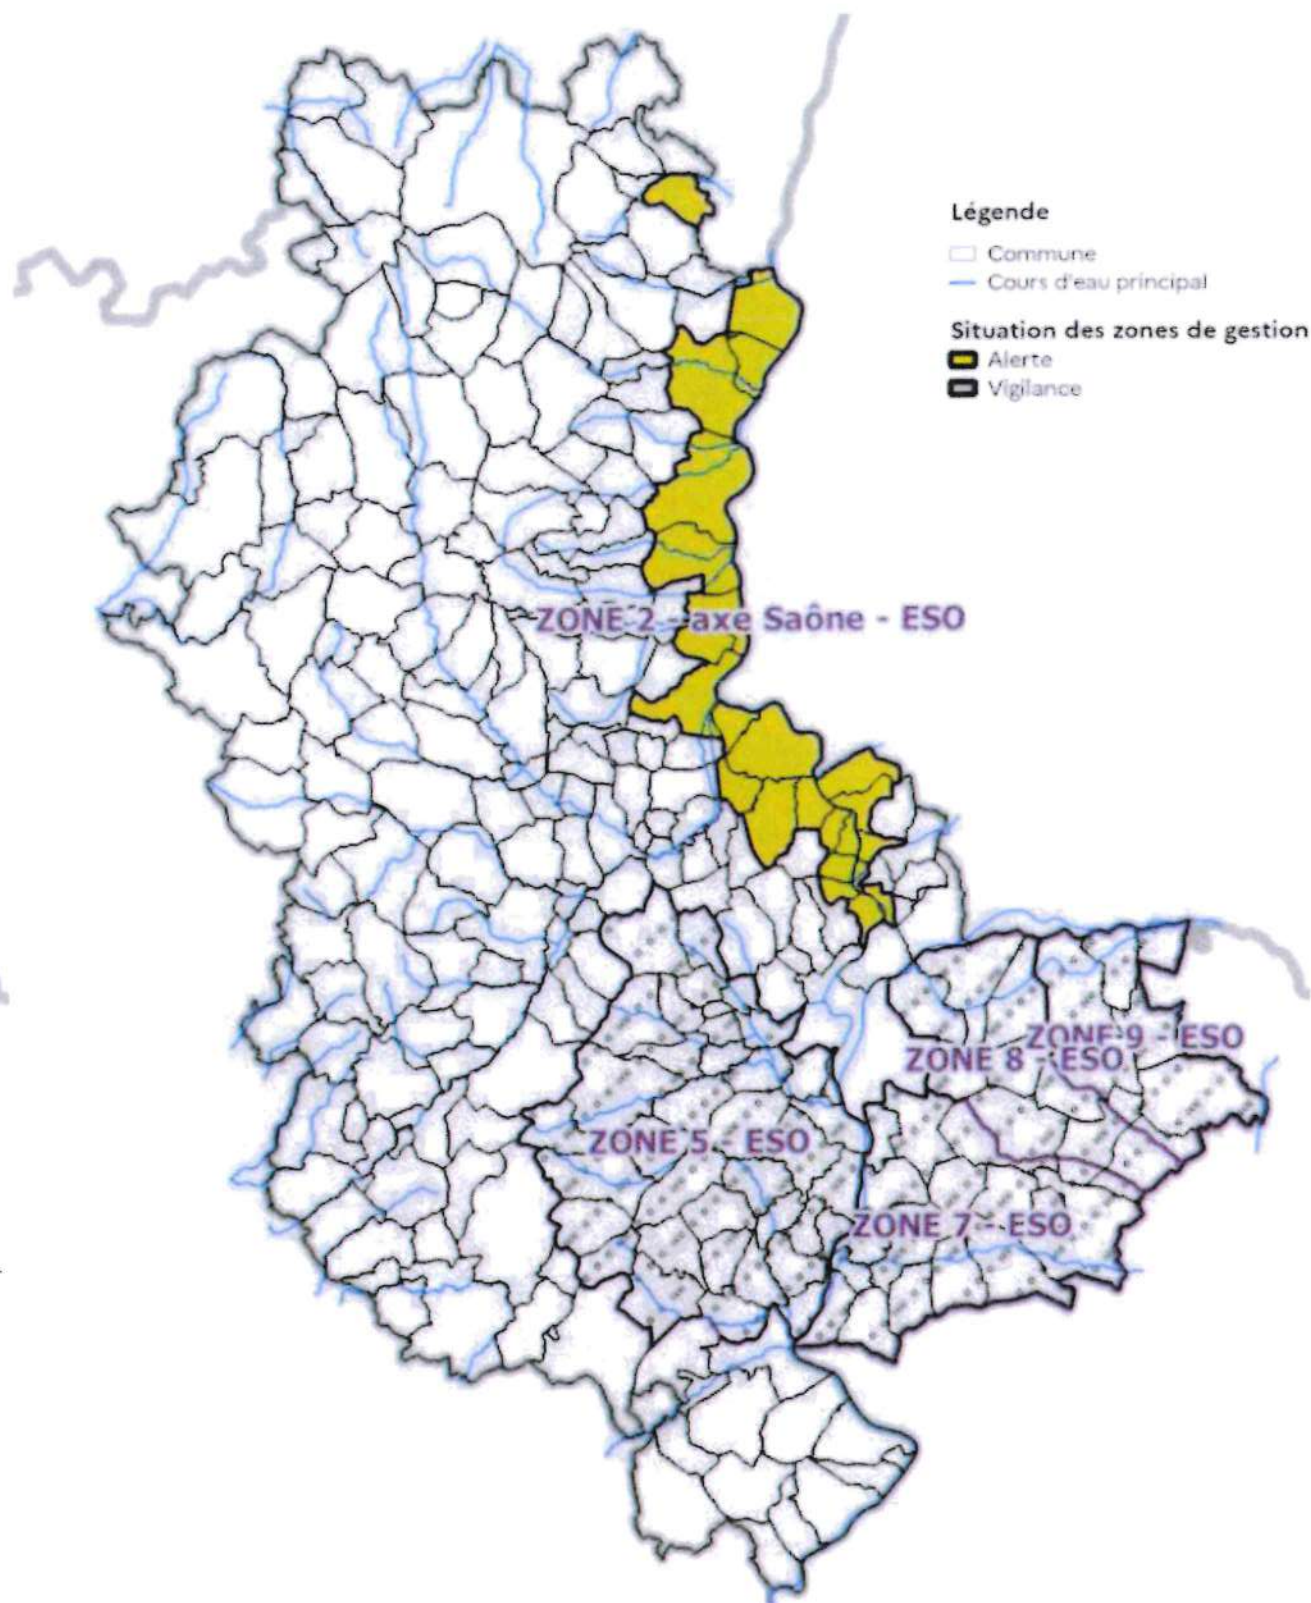 Légende
Commune
Cours d'eau principal
Situation des zones de gestion
Alerte
Vigilance
ZONE 2 - axe Saône - ESO
ZONE 9 - ESO
ZONE 8 - ESO
ZONE 5 - ESO
ZONE 7 - ESO